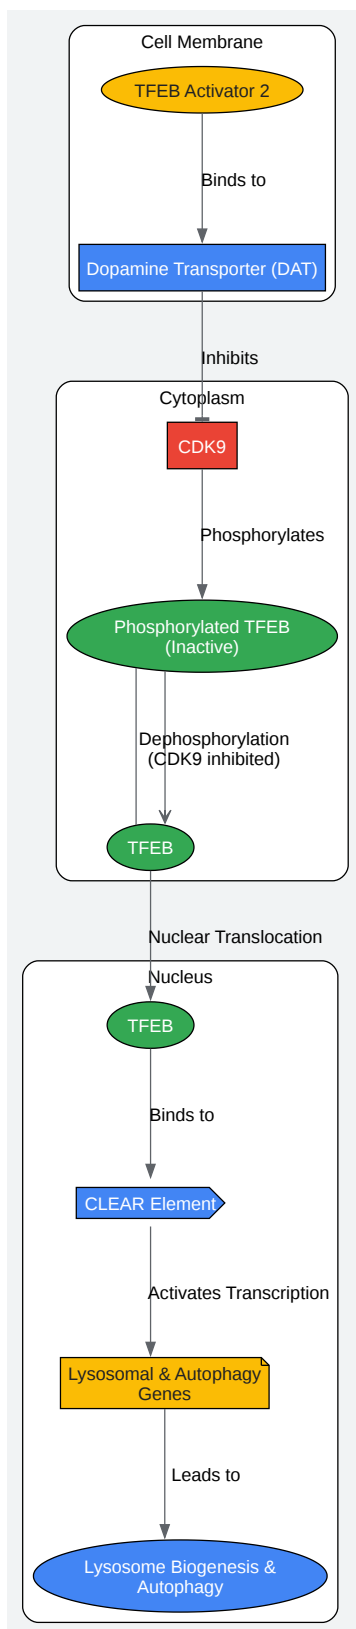 Cell Membrane
TFEB Activator 2
Binds to
Dopamine Transporter (DAT)
Inhibits
Cytoplasm
CDK9
Phosphorylates
Phosphorylated TFEB
(Inactive)
Dephosphorylation
(CDK9 inhibited)
TFEB
Nuclear Translocation
Nucleus
TFEB
Binds to
CLEAR Element
Activates Transcription
Lysosomal & Autophagy
Genes
Leads to
Lysosome Biogenesis &
Autophagy